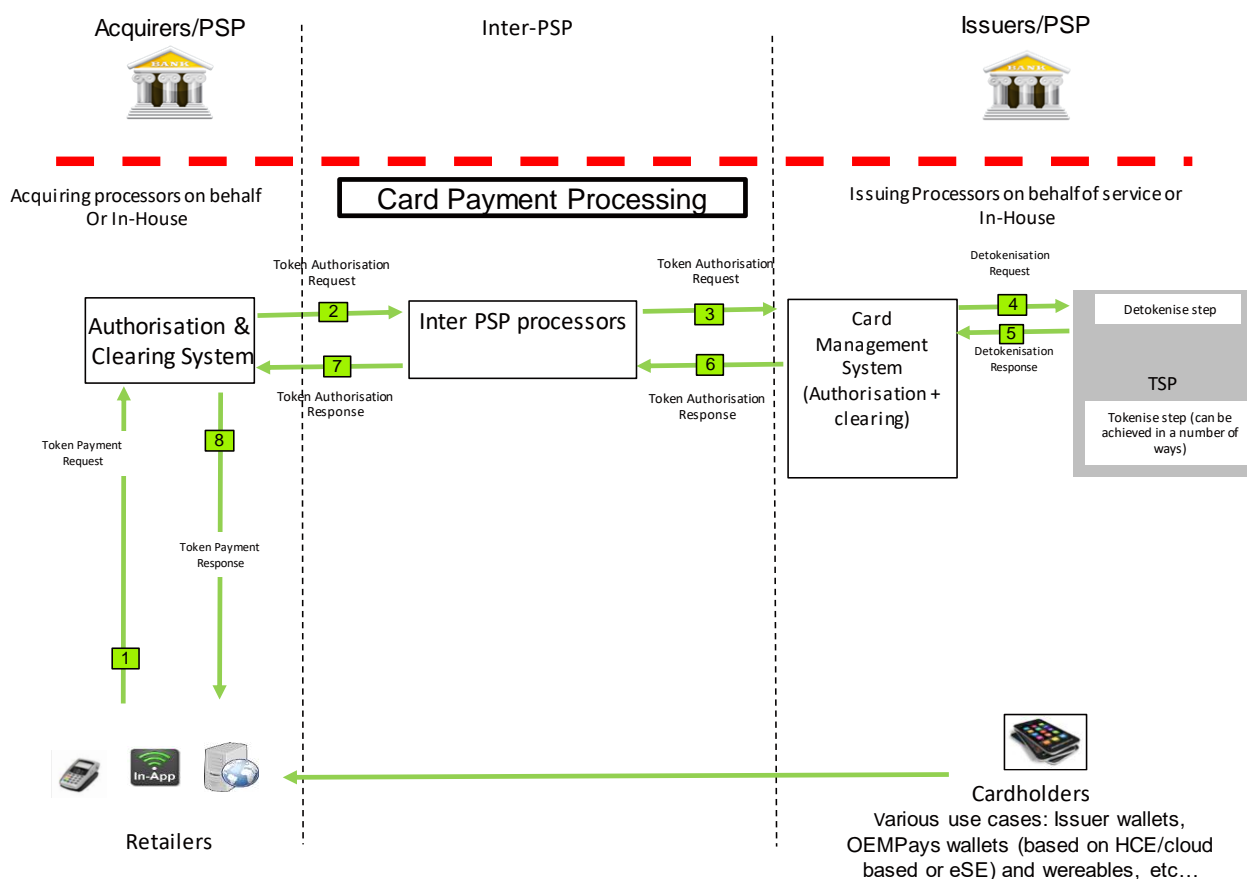 Acquirers/PSP
Inter-PSP
Issuers/PSP
BANK
BANK
Acquiring processors on behalf
Or In-House
Card Payment Processing
Issuing Processors on behalf of service or
In-House
Token Authorisation
Request
2
Token Authorisation
Request
3
Detokenisation
Request
4
Authorisation &
Clearing System
Inter PSP processors
Card
Management
System
(Authorisation +
clearing)
Detokenise step
5
Detokenisation
Response
7
Token Authorisation
Response
6
Token Authorisation
Response
TSP
Tokenise step (can be
achieved in a number of
ways)
Token Payment
Request
8
Token Payment
Response
1
In-App
Retailers
Cardholders
Various use cases: Issuer wallets,
OEMPays wallets (based on HCE/cloud
based or eSE) and wereables, etc…